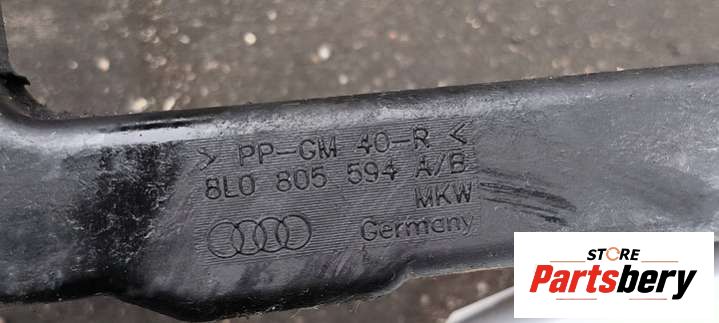 > PP-GM 40-R <
8L0 805 594 A/B
MKW
Germany
STORE
Partsbery